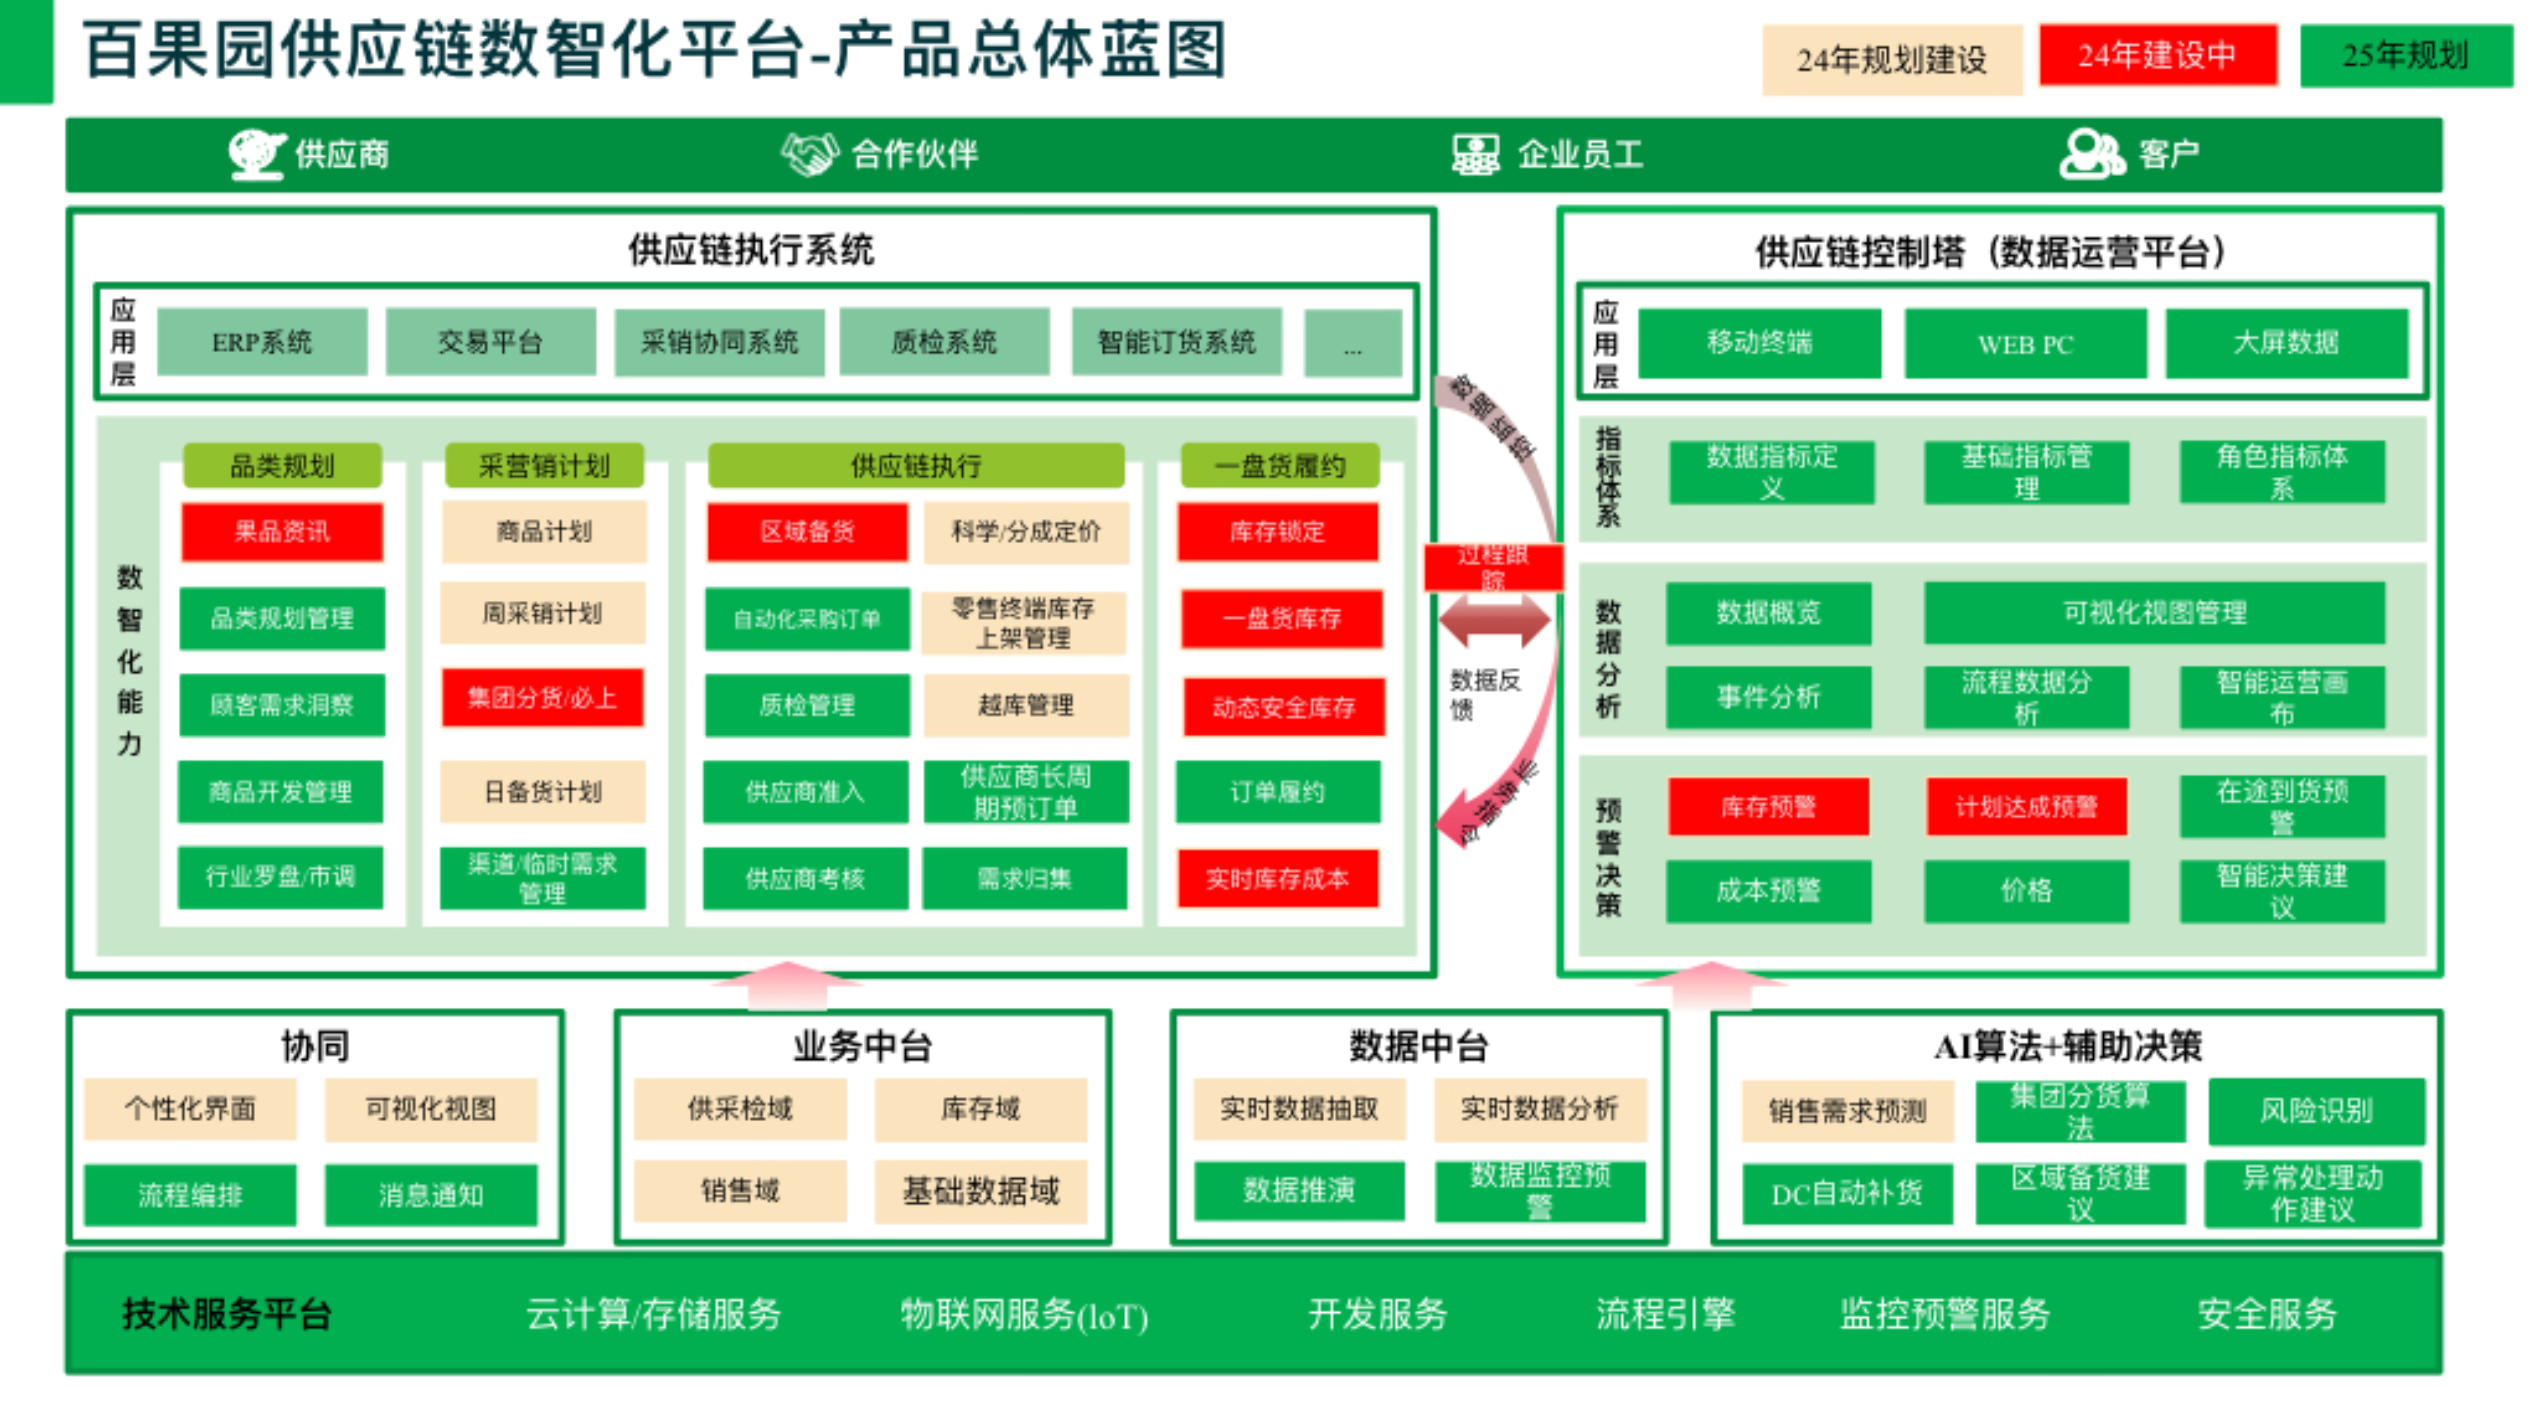 百果园供应链数智化平台-产品总体蓝图
24年规划建设
24年建设中
25年规划
供应商
合作伙伴
企业员工
客户
供应链执行系统
应
用
层
ERP系统
交易平台
采销协同系统
质检系统
智能订货系统
...
数
智
化
能
力
品类规划
果品资讯
品类规划管理
顾客需求洞察
商品开发管理
行业罗盘/市调
采营销计划
商品计划
周采销计划
集团分货/必上
日备货计划
渠道/临时需求
管理
供应链执行
区域备货
科学/分成定价
自动化采购订单
零售终端库存
上架管理
质检管理
越库管理
供应商准入
供应商长周
期预订单
供应商考核
需求归集
一盘货履约
库存锁定
一盘货库存
动态安全库存
订单履约
实时库存成本
数据监控
过程跟
踪
数据反
馈
业务指令
供应链控制塔（数据运营平台）
应
用
层
移动终端
WEB PC
大屏数据
指
标
体
系
数据指标定
义
基础指标管
理
角色指标体
系
数
据
分
析
数据概览
可视化视图管理
事件分析
流程数据分
析
智能运营画
布
预
警
决
策
库存预警
计划达成预警
在途到货预
警
成本预警
价格
智能决策建
议
协同
个性化界面
可视化视图
流程编排
消息通知
业务中台
供采检域
库存域
销售域
基础数据域
数据中台
实时数据抽取
实时数据分析
数据推演
数据监控预
警
AI算法+辅助决策
销售需求预测
集团分货算
法
风险识别
DC自动补货
区域备货建
议
异常处理动
作建议
技术服务平台
云计算/存储服务
物联网服务(loT)
开发服务
流程引擎
监控预警服务
安全服务